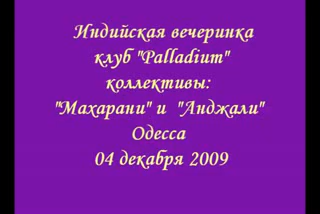 Индийская вечеринка
клуб "Palladium"
коллективы:
"Махарани" и "Анджали"
Одесса
04 декабря 2009